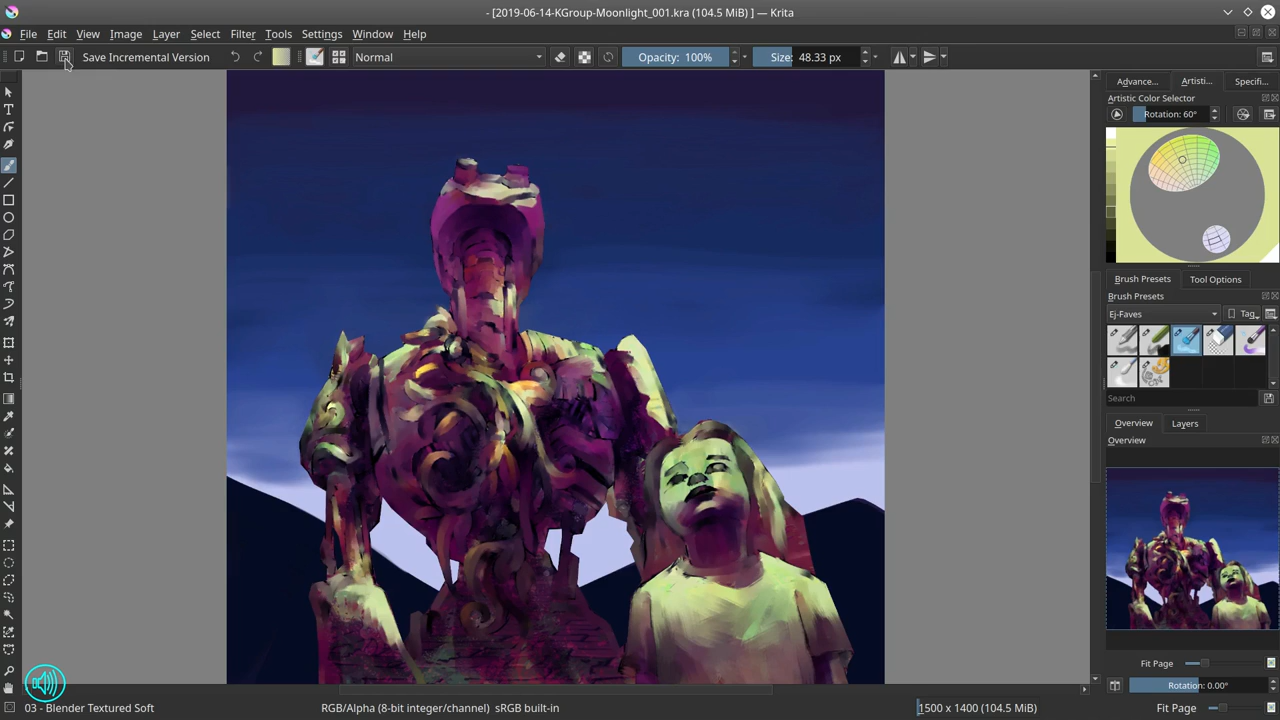 - [2019-06-14-KGroup-Moonlight_001.kra (104.5 MiB) ] — Krita
File Edit View Image Layer Select Filter Tools Settings Window Help
Save Incremental Version Normal Opacity: 100% Size: 48.33 px
Advance... Artisti... Specifi...
Artistic Color Selector
Rotation: 60°
Brush Presets Tool Options
Brush Presets
Ej-Faves Tag
Search
Overview Layers
Overview
Fit Page
Rotation: 0.00°
03 - Blender Textured Soft RGB/Alpha (8-bit integer/channel) sRGB built-in 1500 x 1400 (104.5 MiB) Fit Page